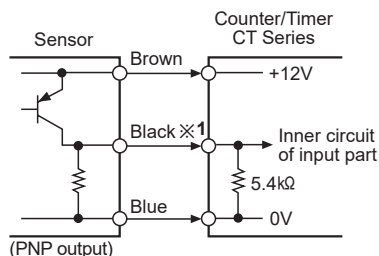 Counter/Timer
CT Series
Sensor
Brown
+12V
Black ※1
Inner circuit
of input part
5.4kΩ
Blue
0V
(PNP output)